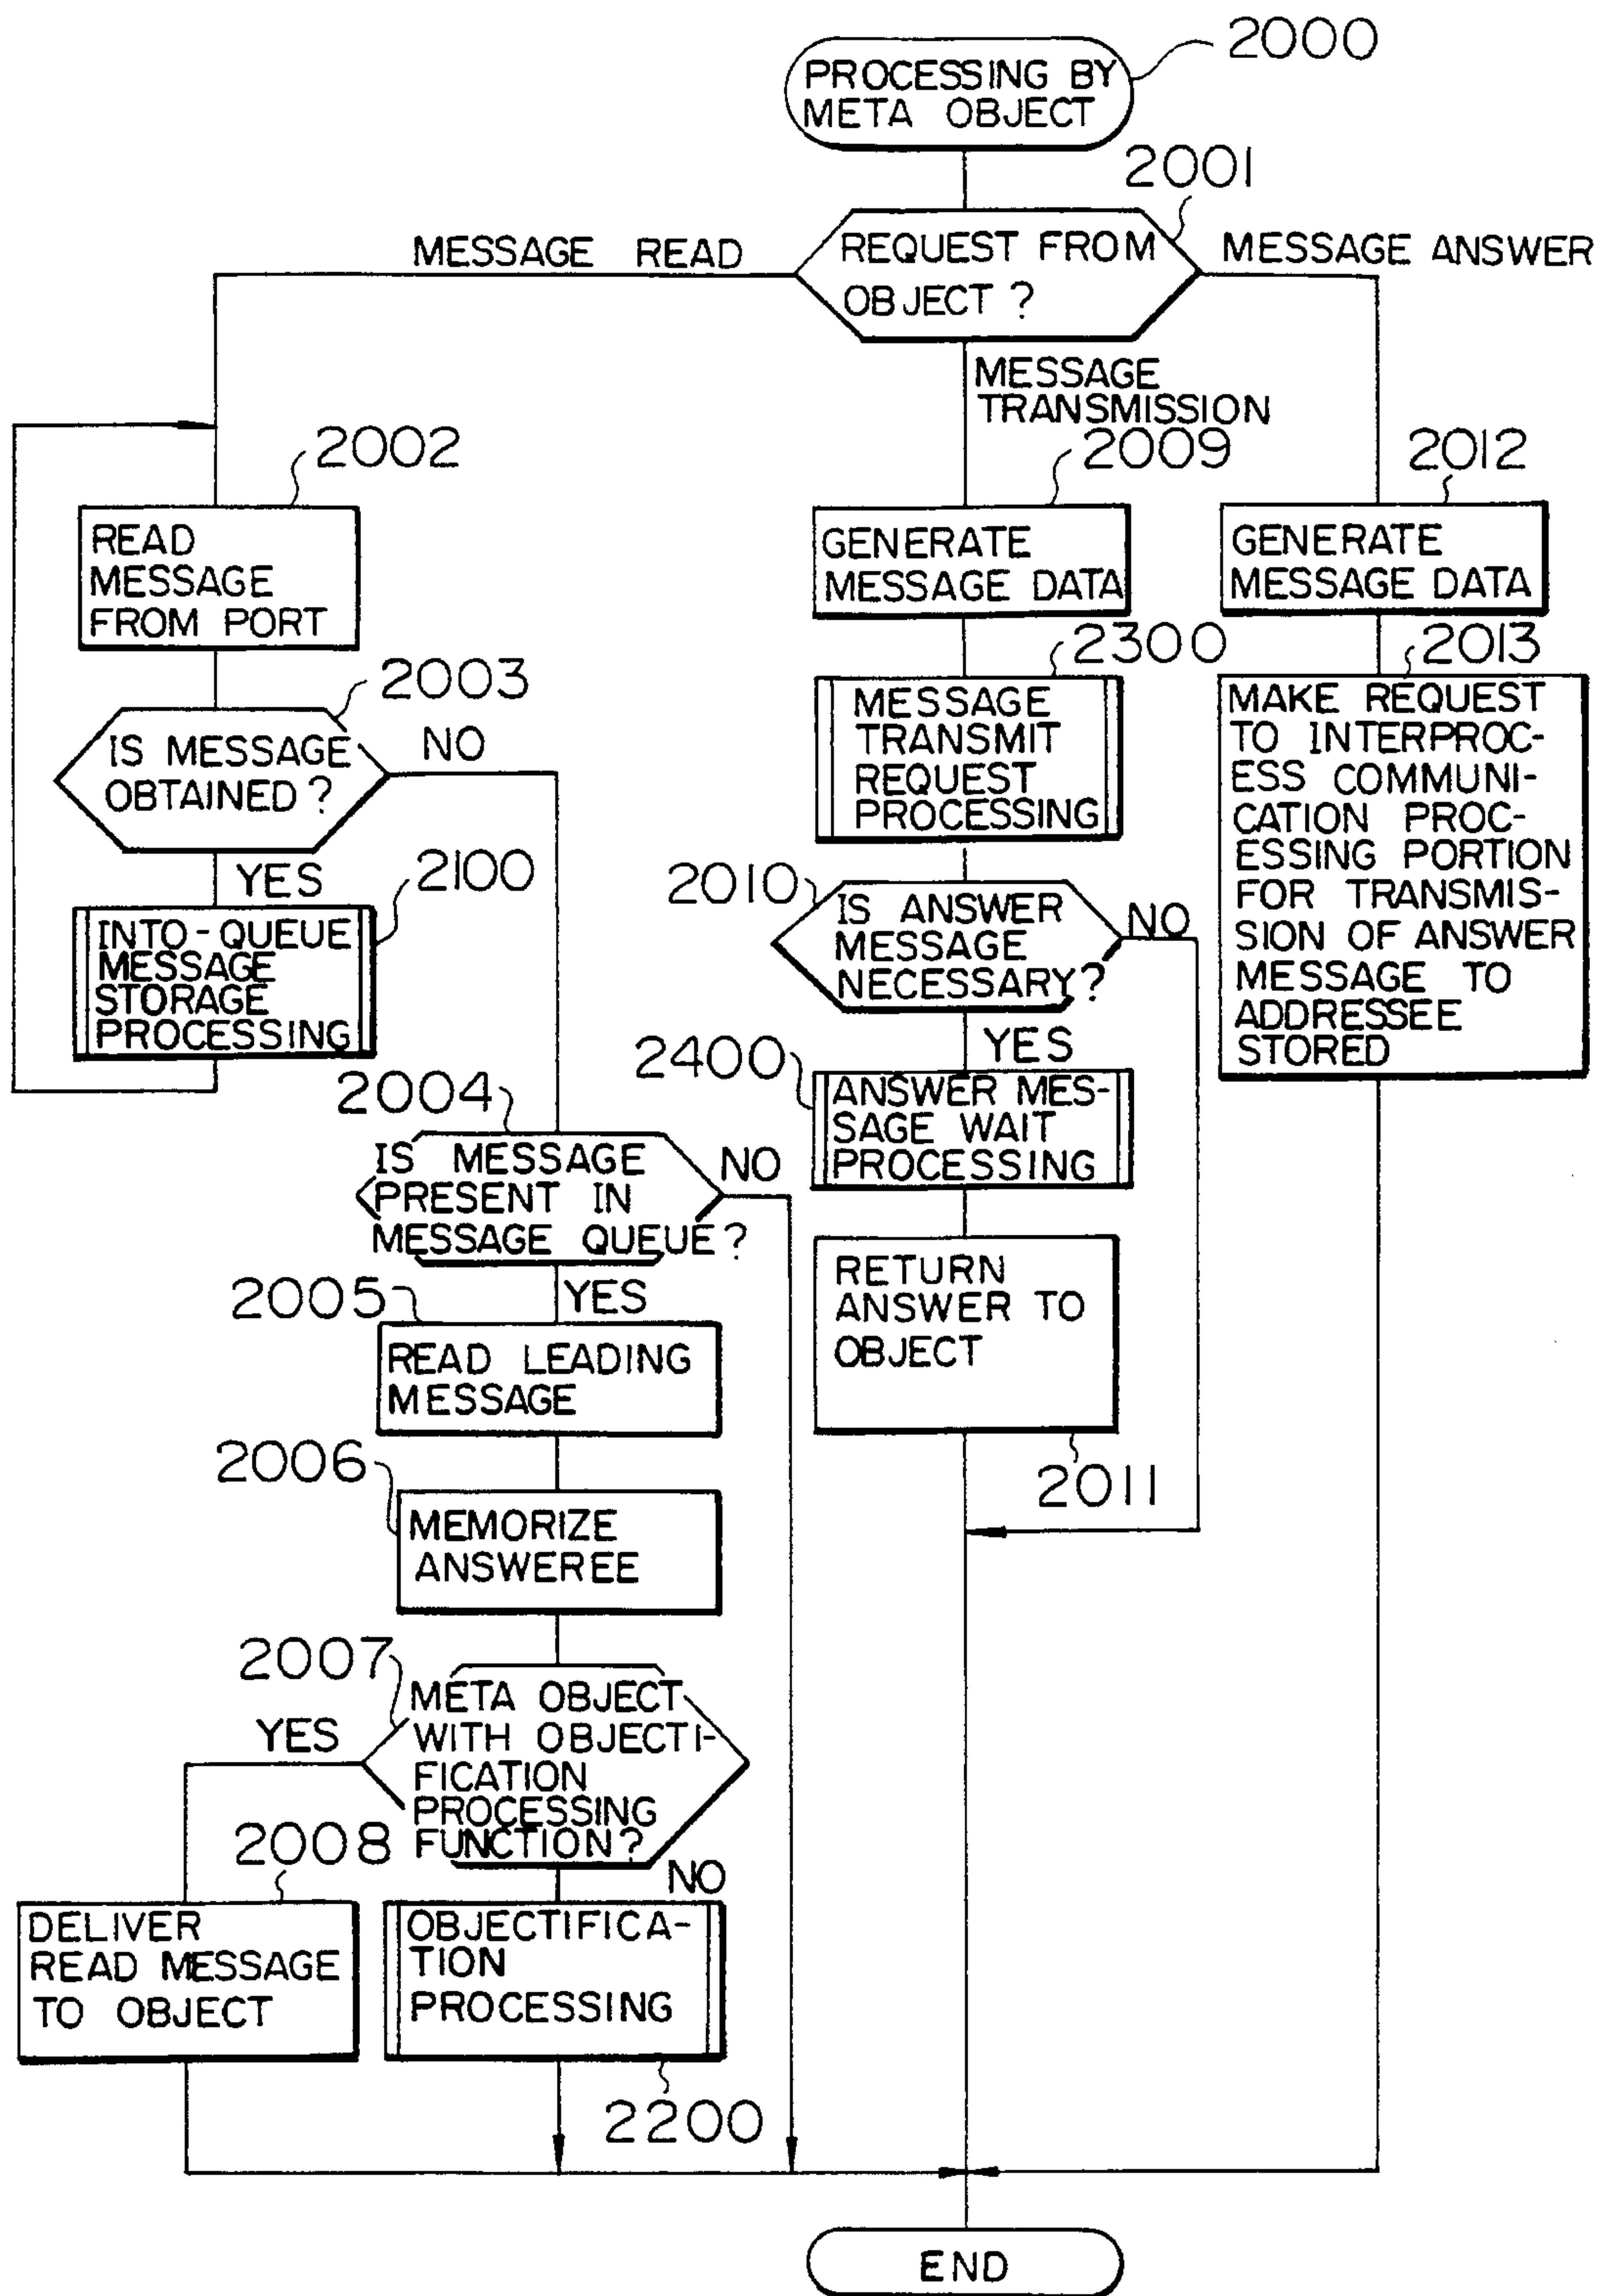 2000
PROCESSING BY
META OBJECT
2001
MESSAGE READ
REQUEST FROM
OBJECT ?
MESSAGE ANSWER
MESSAGE
TRANSMISSION
2002
READ
MESSAGE
FROM PORT
2003
IS MESSAGE
OBTAINED ?
NO
YES
2100
INTO-QUEUE
MESSAGE
STORAGE
PROCESSING
2004
IS MESSAGE
PRESENT IN
MESSAGE QUEUE ?
NO
YES
2005
READ LEADING
MESSAGE
2006
MEMORIZE
ANSWEREE
2007
META OBJECT
WITH OBJECTI-
FICATION
PROCESSING
FUNCTION ?
YES
NO
2008
DELIVER
READ MESSAGE
TO OBJECT
OBJECTIFICA-
TION
PROCESSING
2200
2009
GENERATE
MESSAGE DATA
2300
MESSAGE
TRANSMIT
REQUEST
PROCESSING
2010
IS ANSWER
MESSAGE
NECESSARY ?
NO
YES
2400
ANSWER MES-
SAGE WAIT
PROCESSING
RETURN
ANSWER TO
OBJECT
2011
2012
GENERATE
MESSAGE DATA
2013
MAKE REQUEST
TO INTERPROC-
ESS COMMUNI-
CATION PROC-
ESSING PORTION
FOR TRANSMIS-
SION OF ANSWER
MESSAGE TO
ADDRESSEE
STORED
END